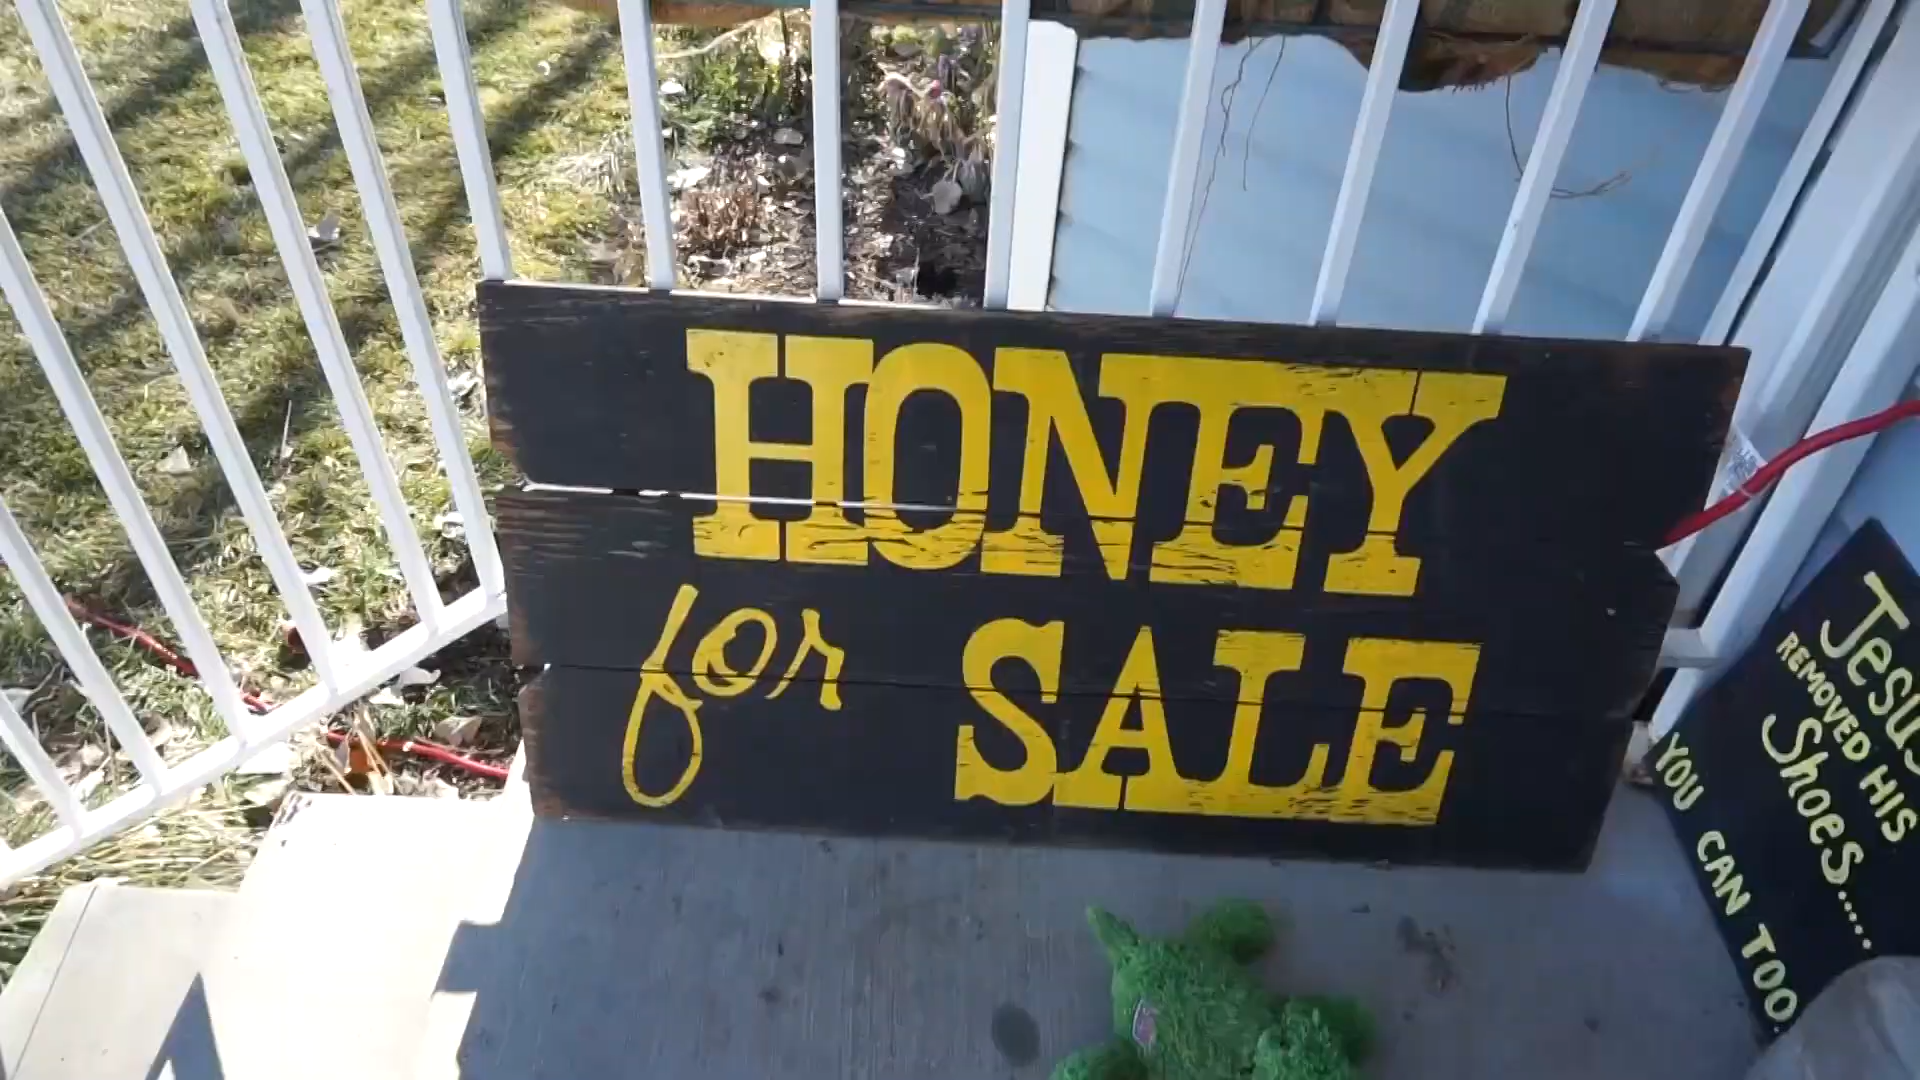 HONEY
for SALE
Jesus
REMOVED HIS
Shoes.....
YOU CAN TOO.